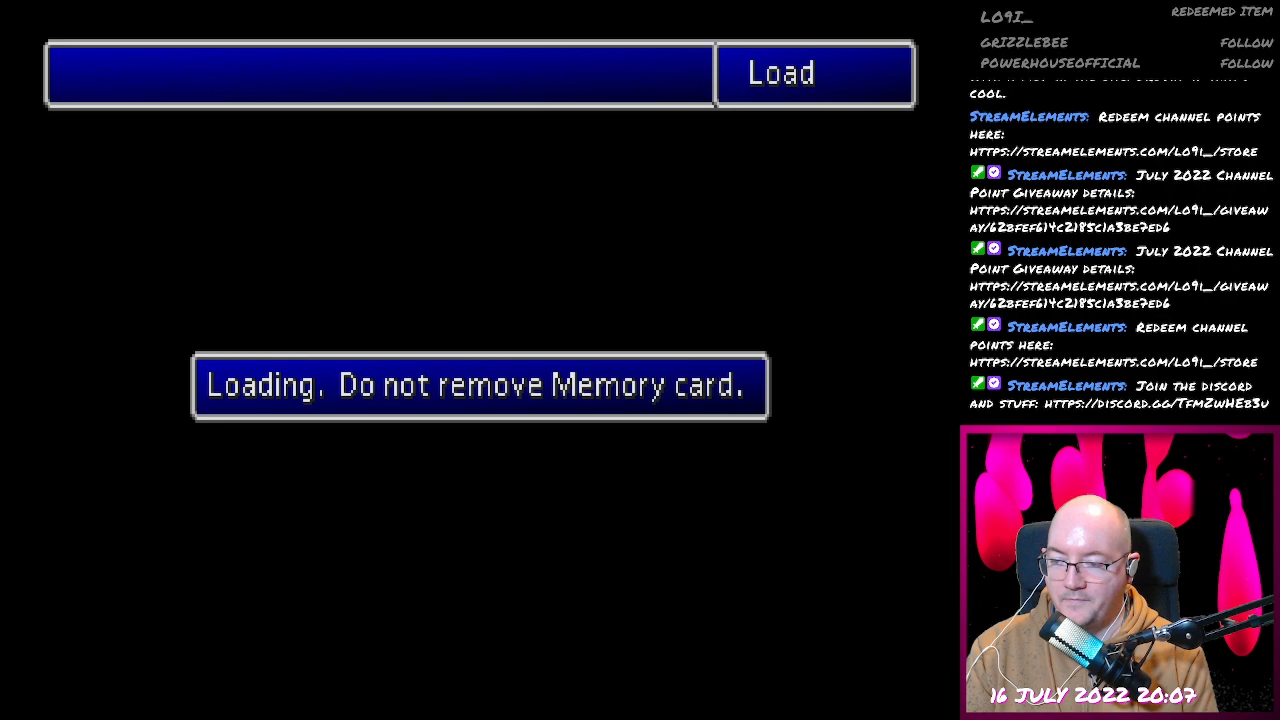 Load
Loading. Do not remove Memory card.
LO9I_ REDEEMED ITEM
GRIZZLEBEE FOLLOW
POWERHOUSEOFFICIAL FOLLOW
COOL.
STREAMELEMENTS: REDEEM CHANNEL POINTS
HERE:
HTTPS://STREAMELEMENTS.COM/LO9I_/STORE
STREAMELEMENTS: JULY 2022 CHANNEL
POINT GIVEAWAY DETAILS:
HTTPS://STREAMELEMENTS.COM/LO9I_/GIVEAW
AY/62BFEF614C2185C1A3BE7ED6
STREAMELEMENTS: JULY 2022 CHANNEL
POINT GIVEAWAY DETAILS:
HTTPS://STREAMELEMENTS.COM/LO9I_/GIVEAW
AY/62BFEF614C2185C1A3BE7ED6
STREAMELEMENTS: REDEEM CHANNEL
POINTS HERE:
HTTPS://STREAMELEMENTS.COM/LO9I_/STORE
STREAMELEMENTS: JOIN THE DISCORD
AND STUFF: HTTPS://DISCORD.GG/TFMZWHEB3U
16 JULY 2022 20:07